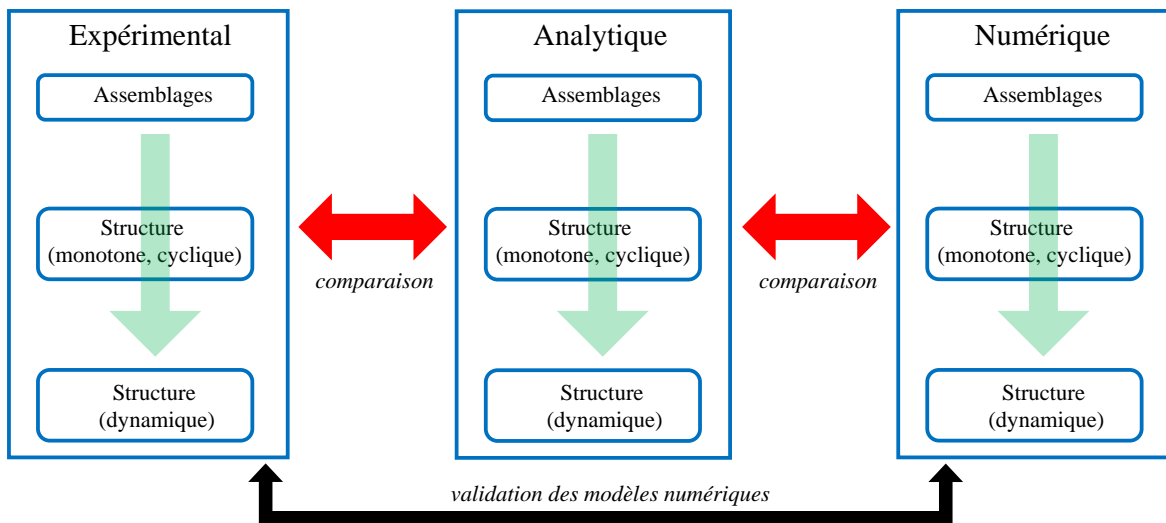 Expérimental
Assemblages
Structure
(monotone, cyclique)
Structure
(dynamique)
comparaison
Analytique
Assemblages
Structure
(monotone, cyclique)
Structure
(dynamique)
comparaison
Numérique
Assemblages
Structure
(monotone, cyclique)
Structure
(dynamique)
validation des modèles numériques